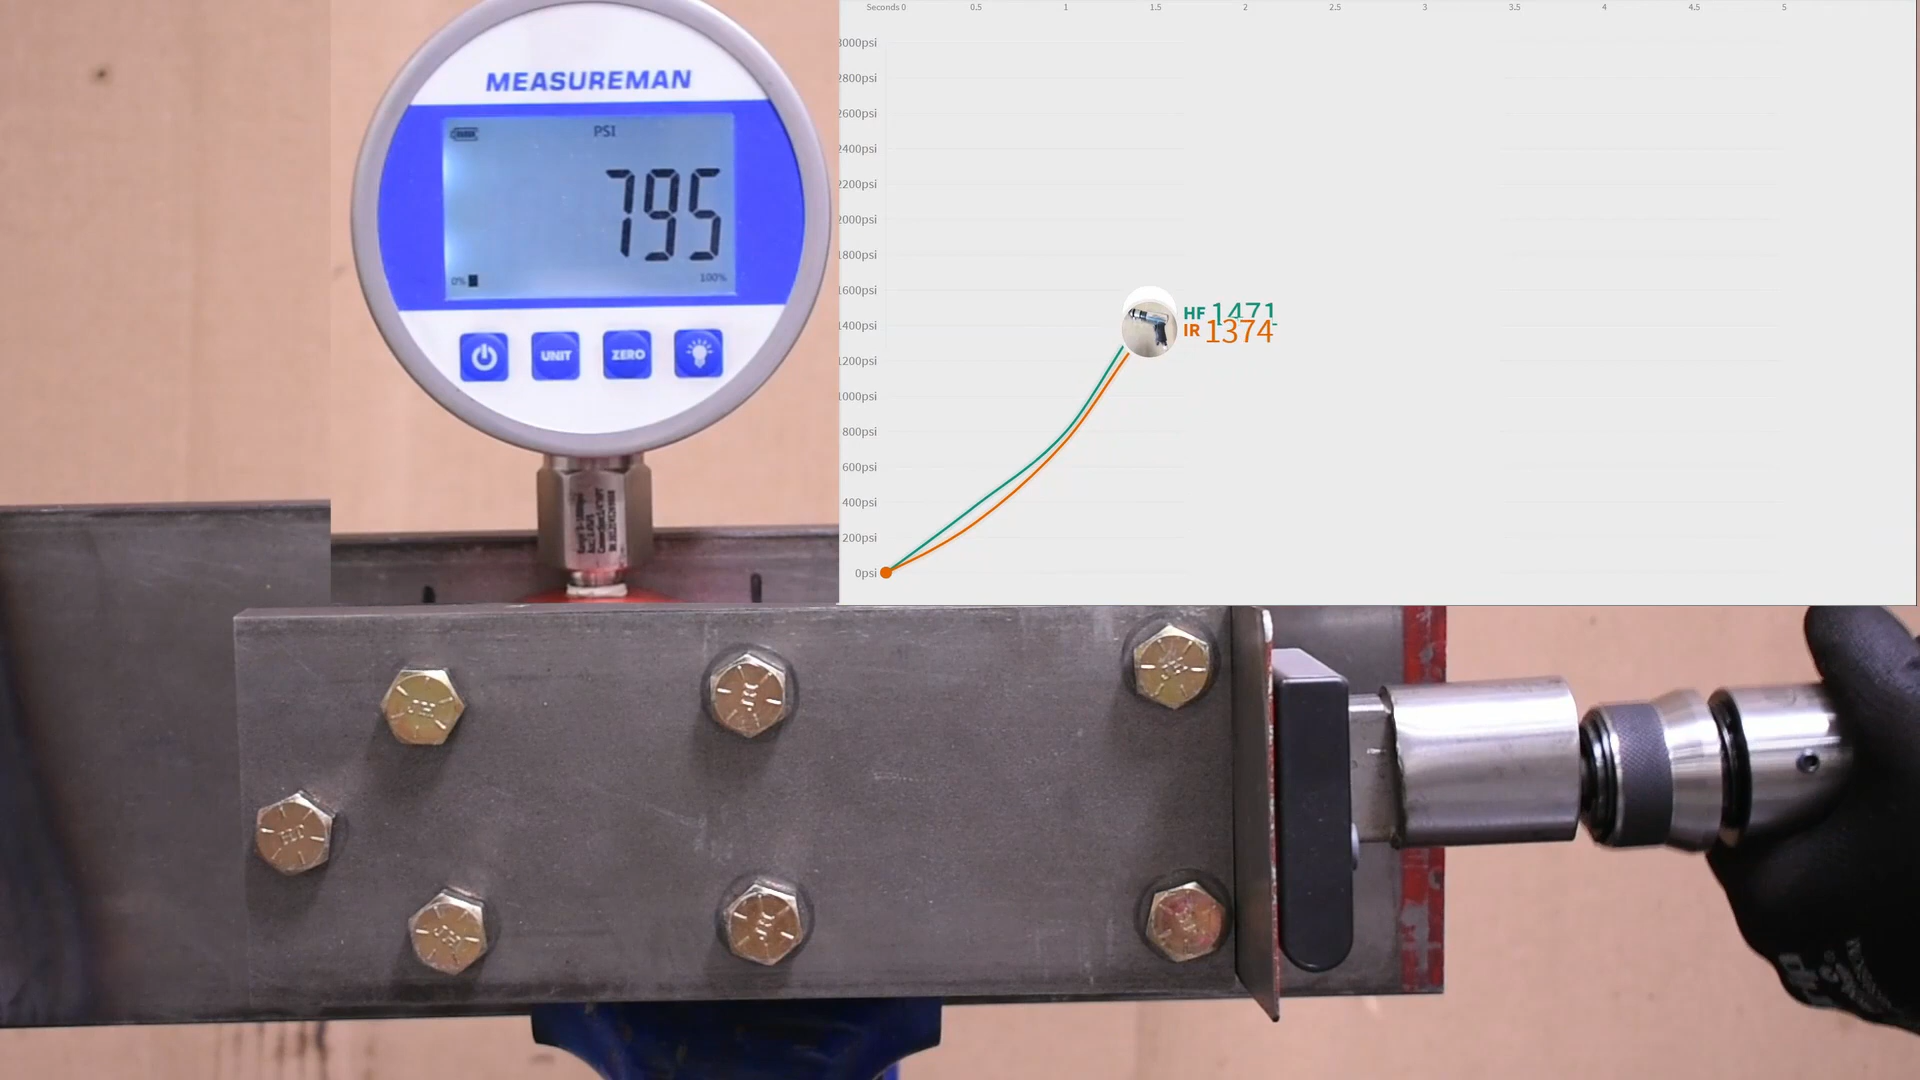 MEASUREMAN
PSI
795
0% 100%
UNIT ZERO
Seconds 0 0.5 1 1.5 2 2.5 3 3.5 4 4.5 5
3000psi
2800psi
2600psi
2400psi
2200psi
2000psi
1800psi
1600psi
1400psi
1200psi
1000psi
800psi
600psi
400psi
200psi
0psi
HF 1471
IR 1374